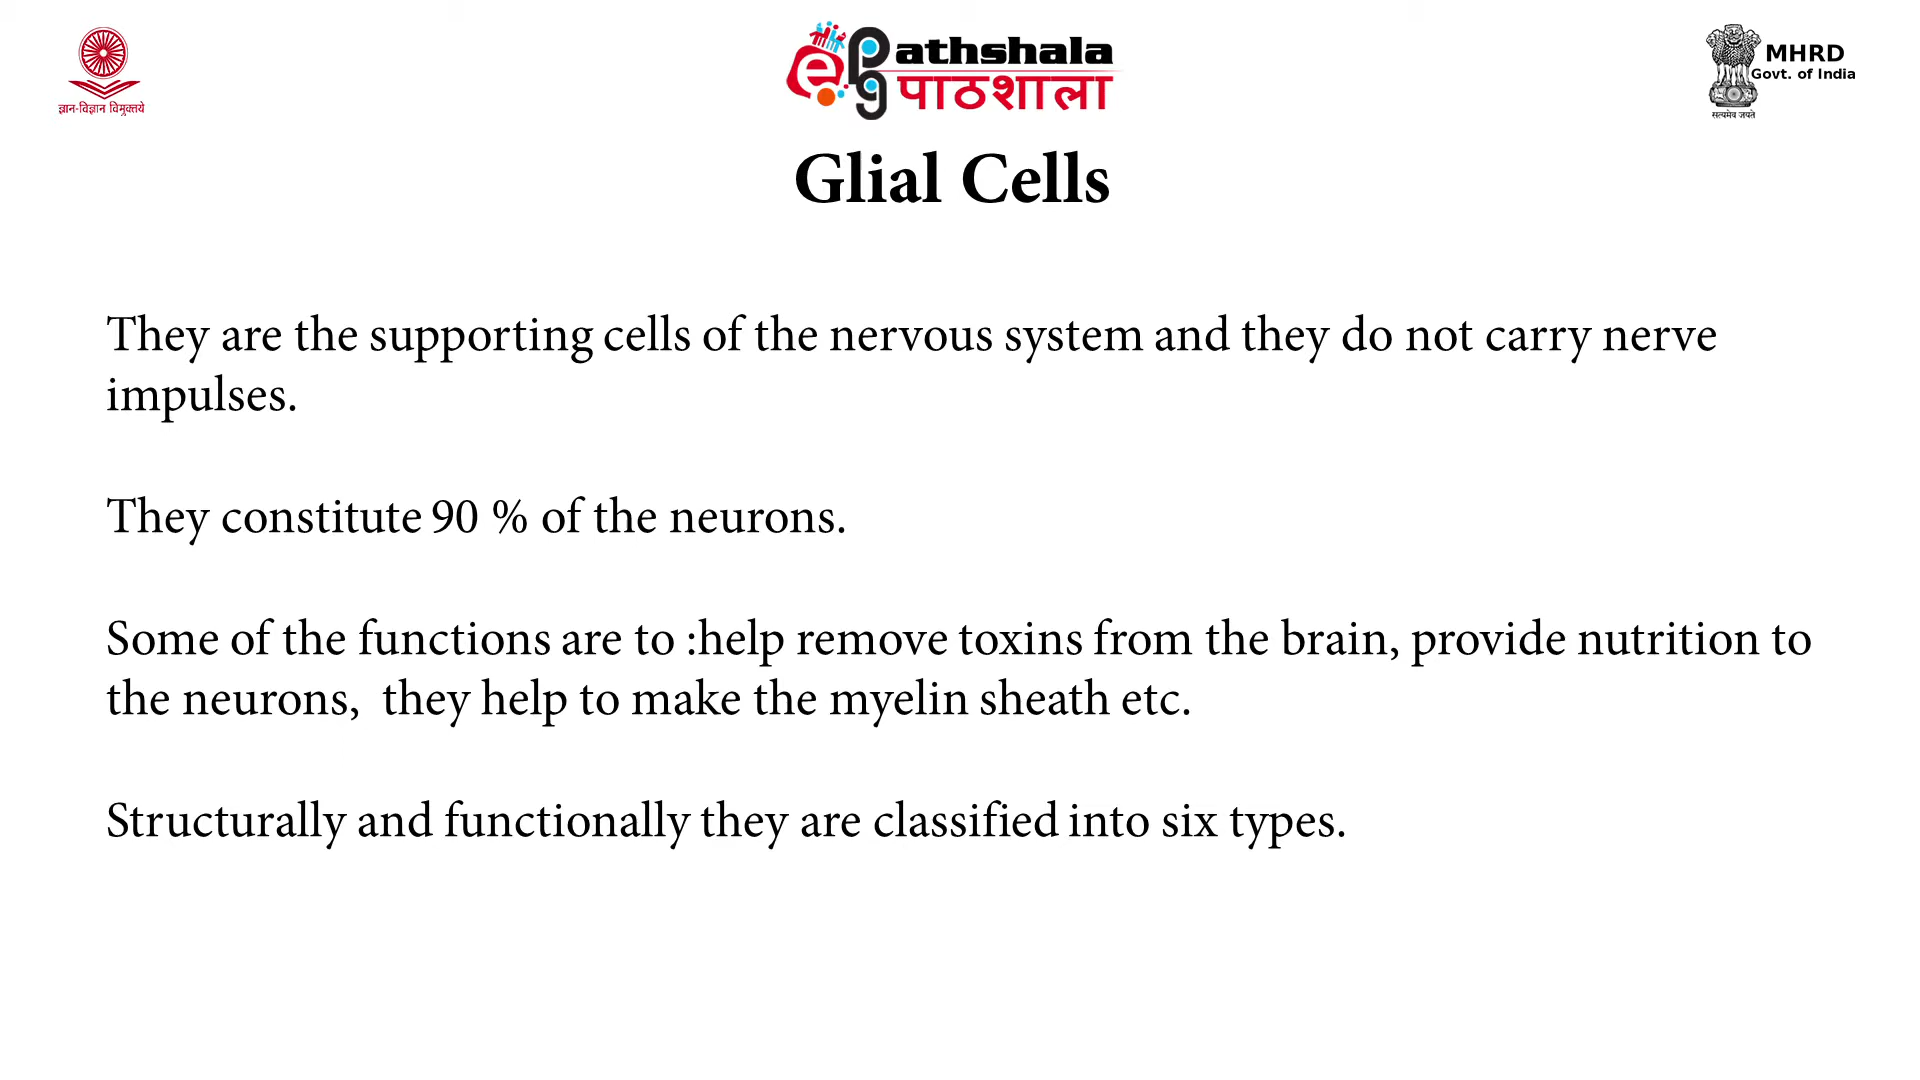 ज्ञान-विज्ञान विमुक्तये
e Pg athshala
पाठशाला
MHRD
Govt. of India
सत्यमेव जयते
Glial Cells
They are the supporting cells of the nervous system and they do not carry nerve
impulses.
They constitute 90 % of the neurons.
Some of the functions are to :help remove toxins from the brain, provide nutrition to
the neurons,  they help to make the myelin sheath etc.
Structurally and functionally they are classified into six types.